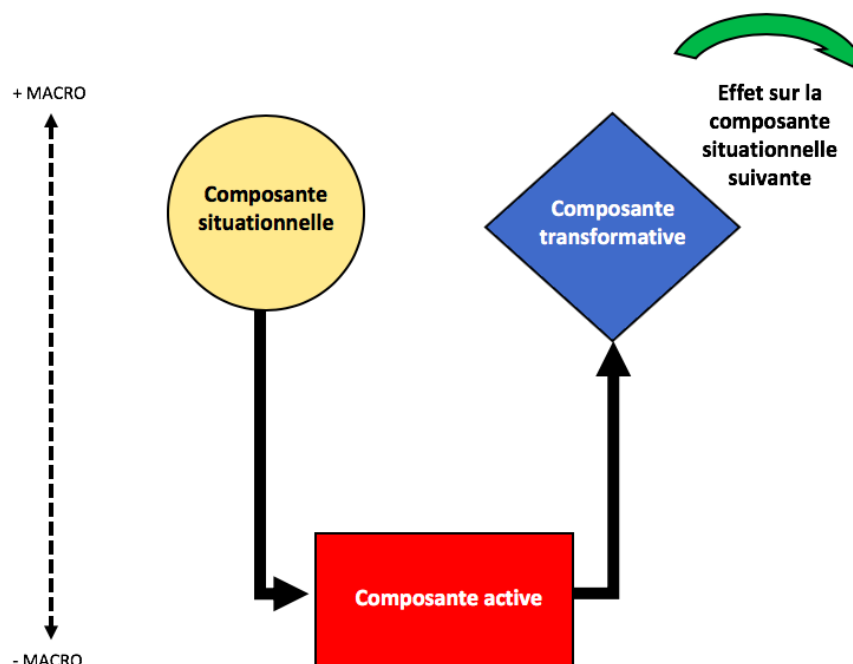 + MACRO
Effet sur la
composante
situationnelle
suivante
Composante
situationnelle
Composante
transformative
Composante active
- MACRO